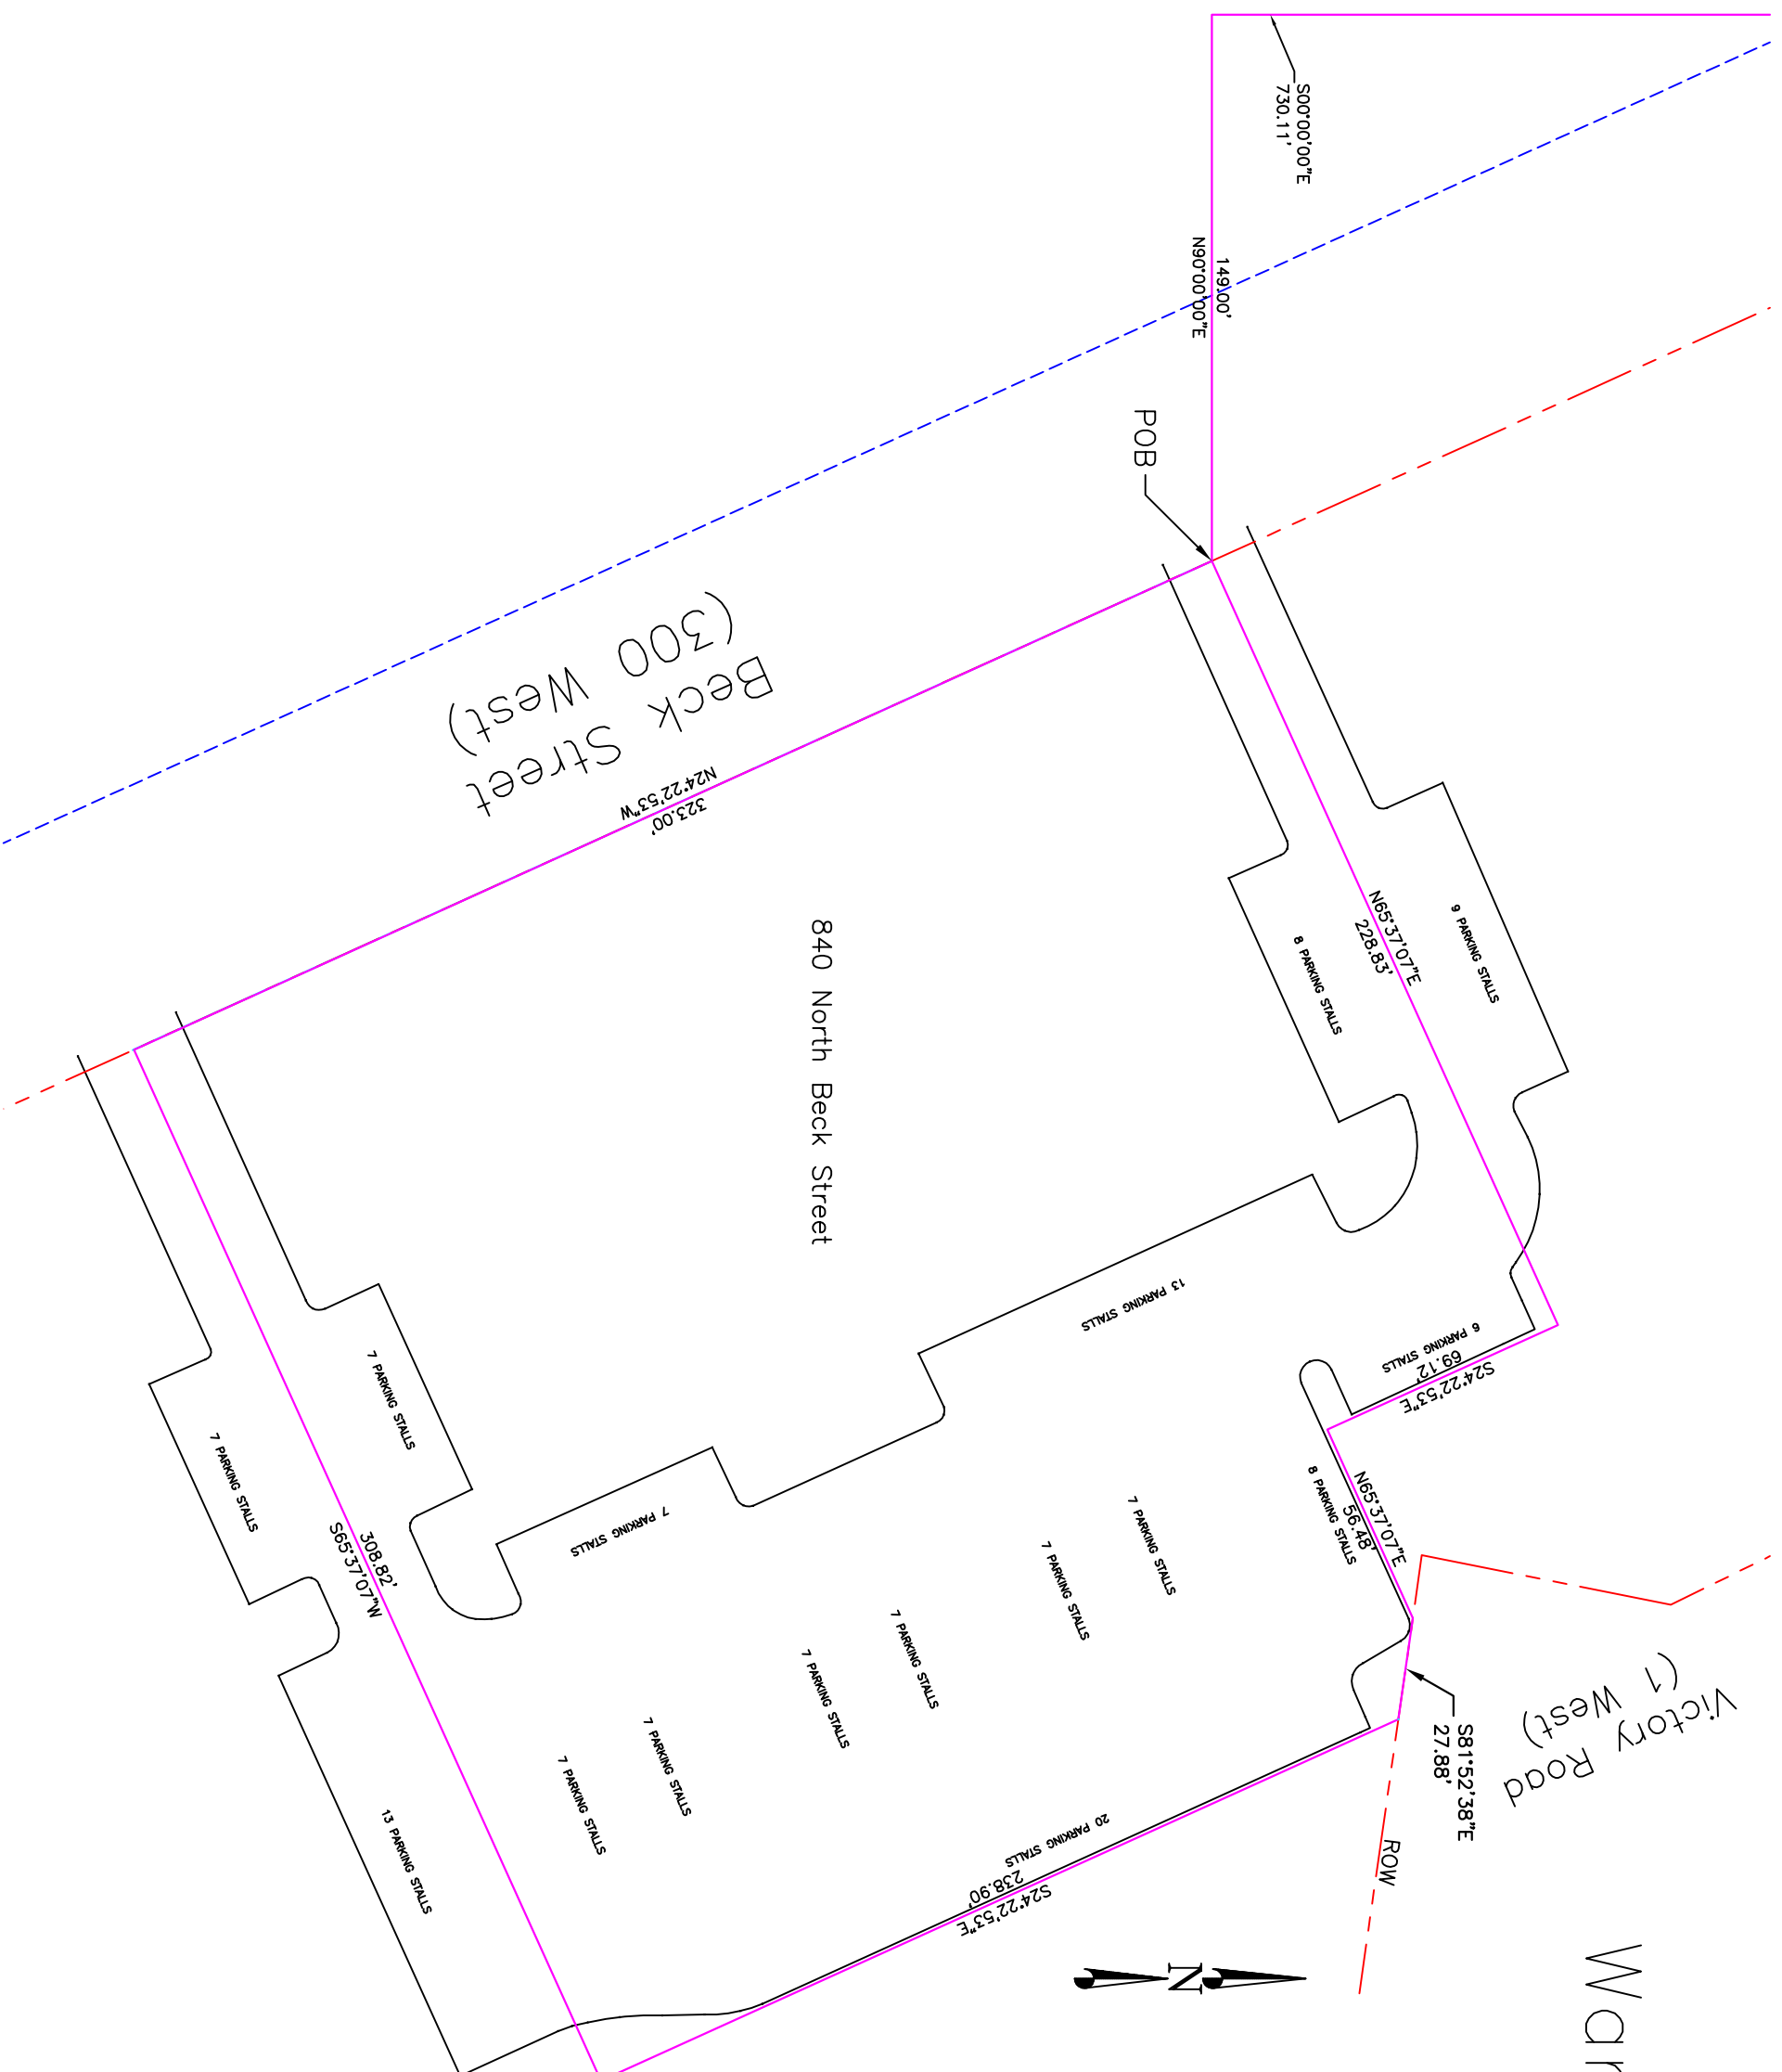 S00°00'00"E
730.11'
149.00'
N90°00'00"E
POB
Beck Street
(300 West)
N24°22'53"W
323.00'
840 North Beck Street
N65°37'07"E
228.83'
9 PARKING STALLS
8 PARKING STALLS
13 PARKING STALLS
6 PARKING STALLS
69.12'
S24°22'53"E
N65°37'07"E
56.48'
8 PARKING STALLS
Victory Road
(1 West)
S81°52'38"E
27.88'
ROW
7 PARKING STALLS
7 PARKING STALLS
7 PARKING STALLS
7 PARKING STALLS
7 PARKING STALLS
7 PARKING STALLS
7 PARKING STALLS
7 PARKING STALLS
7 PARKING STALLS
308.82'
S65°37'07"W
13 PARKING STALLS
20 PARKING STALLS
238.90'
S24°22'53"E
N